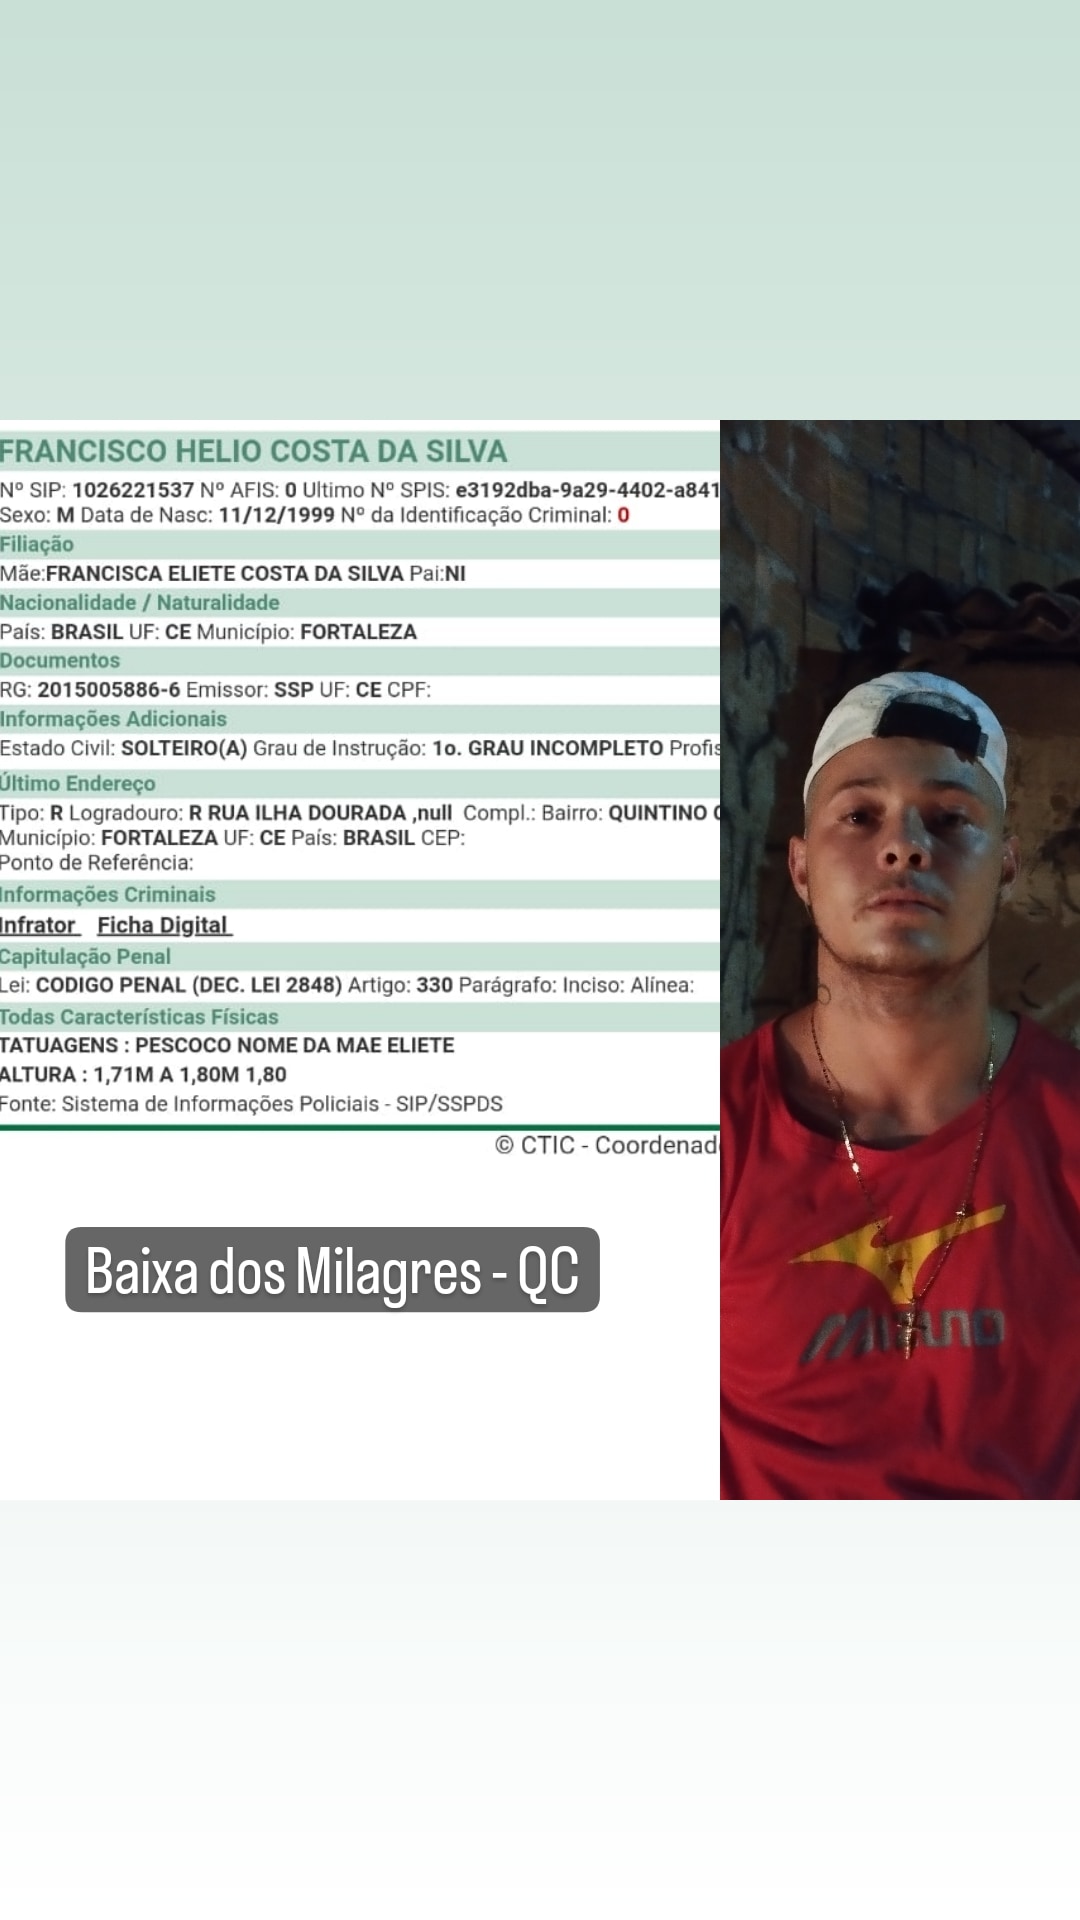 FRANCISCO HELIO COSTA DA SILVA
Nº SIP: 1026221537 Nº AFIS: 0 Ultimo Nº SPIS: e3192dba-9a29-4402-a841
Sexo: M Data de Nasc: 11/12/1999 Nº da Identificação Criminal: 0
Filiação
Mãe:FRANCISCA ELIETE COSTA DA SILVA Pai:NI
Nacionalidade / Naturalidade
País: BRASIL UF: CE Município: FORTALEZA
Documentos
RG: 2015005886-6 Emissor: SSP UF: CE CPF:
Informações Adicionais
Estado Civil: SOLTEIRO(A) Grau de Instrução: 1o. GRAU INCOMPLETO Profis
Último Endereço
Tipo: R Logradouro: R RUA ILHA DOURADA ,null Compl.: Bairro: QUINTINO
Município: FORTALEZA UF: CE País: BRASIL CEP:
Ponto de Referência:
Informações Criminais
Infrator Ficha Digital
Capitulação Penal
Lei: CODIGO PENAL (DEC. LEI 2848) Artigo: 330 Parágrafo: Inciso: Alínea:
Todas Características Físicas
TATUAGENS : PESCOCO NOME DA MAE ELIETE
ALTURA : 1,71M A 1,80M 1,80
Fonte: Sistema de Informações Policiais - SIP/SSPDS
© CTIC - Coordenad
Baixa dos Milagres - QC
MIZUNO